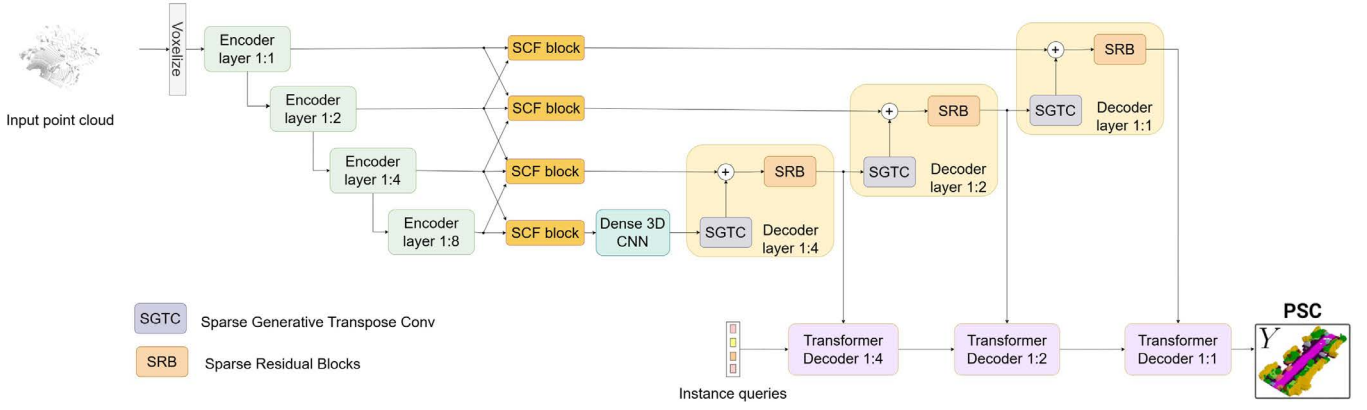 Input point cloud
Voxelize
Encoder
layer 1:1
Encoder
layer 1:2
Encoder
layer 1:4
Encoder
layer 1:8
SCF block
SCF block
SCF block
SCF block
Dense 3D
CNN
+
SRB
SGTC
Decoder
layer 1:4
+
SRB
SGTC
Decoder
layer 1:2
+
SRB
SGTC
Decoder
layer 1:1
SGTC
Sparse Generative Transpose Conv
SRB
Sparse Residual Blocks
Instance queries
Transformer
Decoder 1:4
Transformer
Decoder 1:2
Transformer
Decoder 1:1
PSC
Y